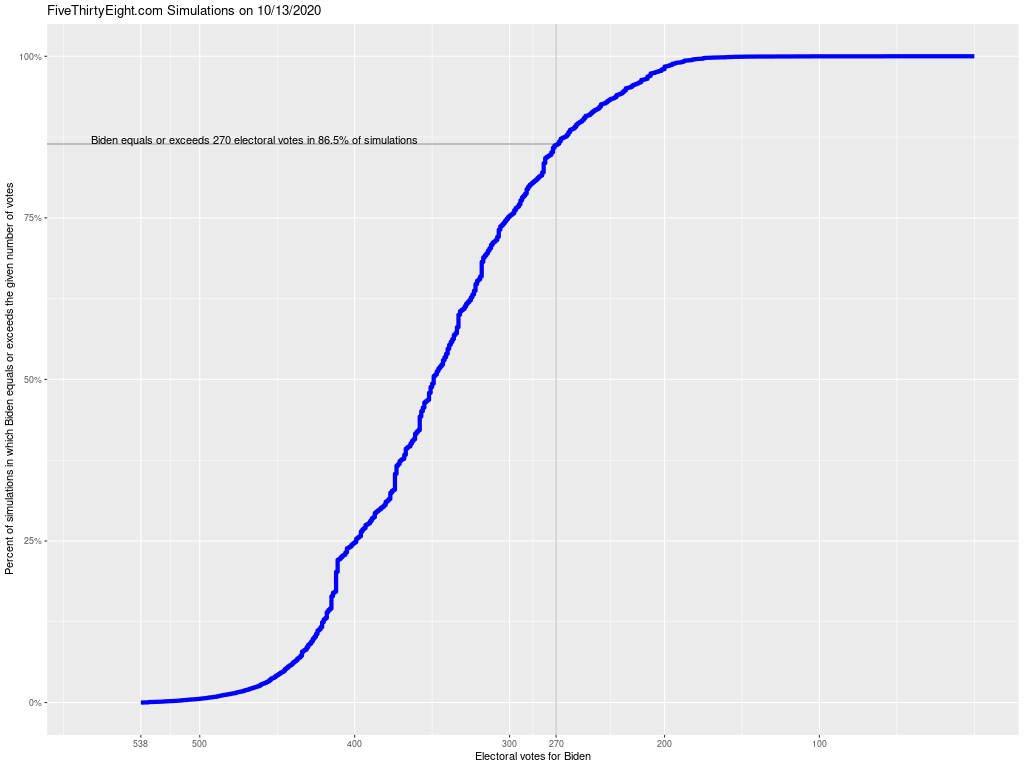 FiveThirtyEight.com Simulations on 10/13/2020
Percent of simulations in which Biden equals or exceeds the given number of votes
100%
75%
50%
25%
0%
Biden equals or exceeds 270 electoral votes in 86.5% of simulations
538 500 400 300 270 200 100
Electoral votes for Biden